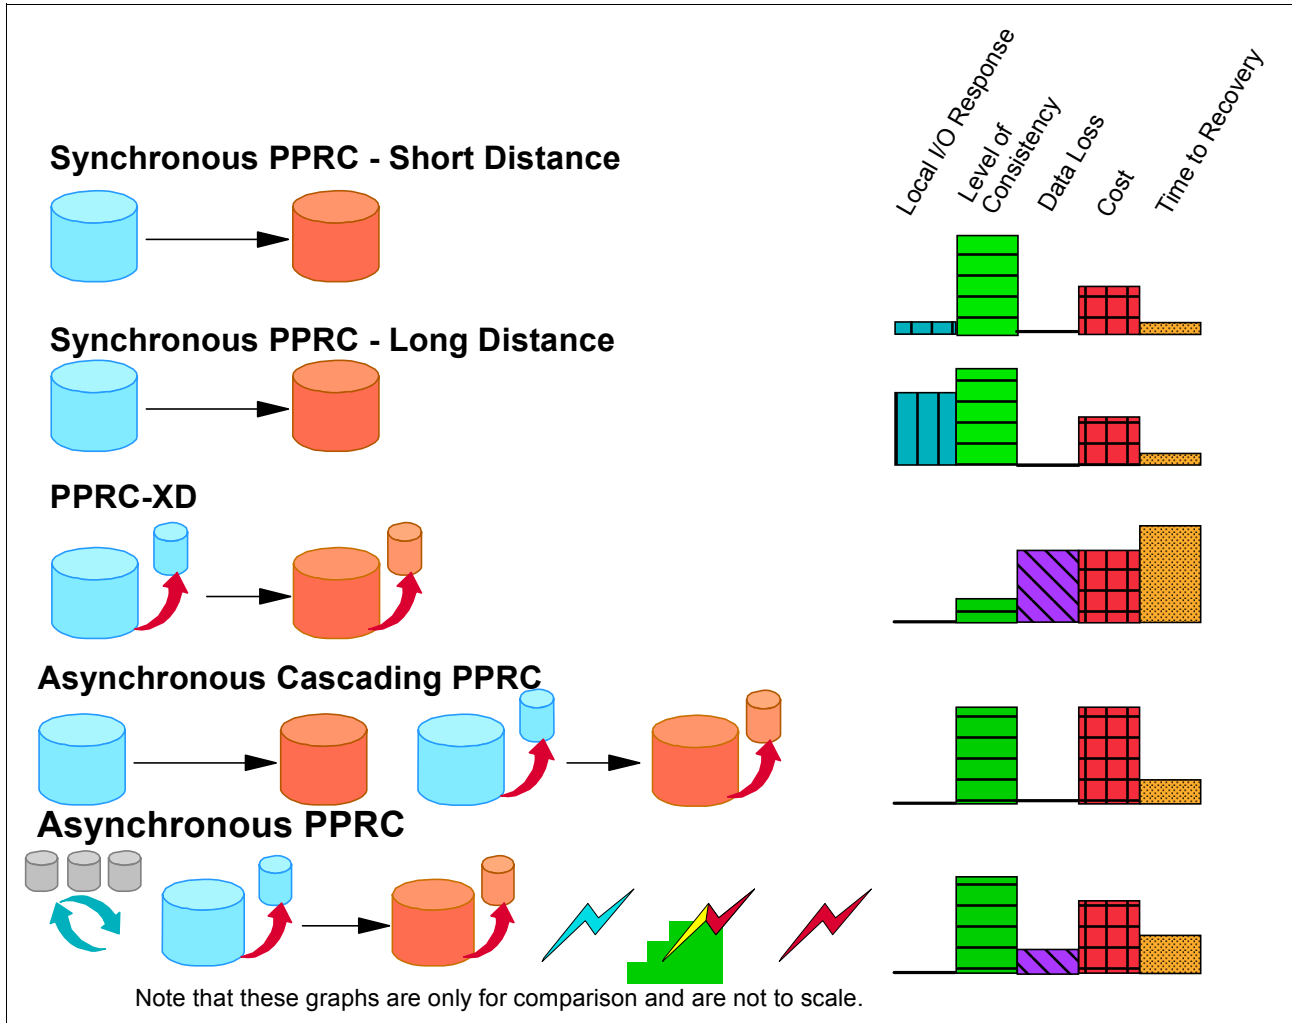 Local I/O Response
Level of
Consistency
Data Loss
Cost
Time to Recovery
Synchronous PPRC - Short Distance
Synchronous PPRC - Long Distance
PPRC-XD
Asynchronous Cascading PPRC
Asynchronous PPRC
Note that these graphs are only for comparison and are not to scale.